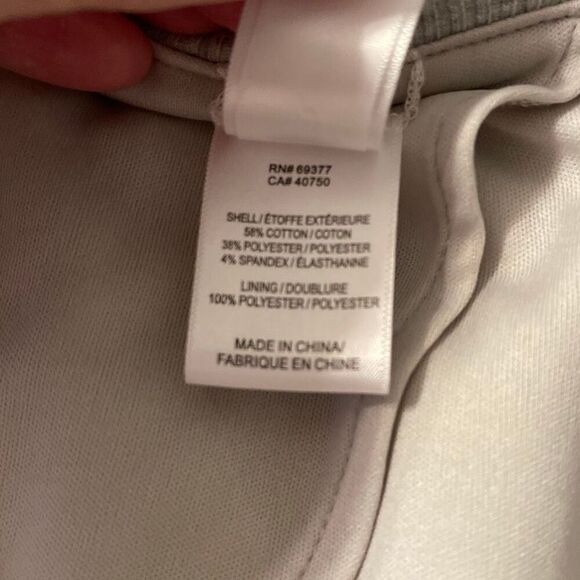 RN# 69377
CA# 40750
SHELL / ÉTOFFE EXTÉRIEURE
58% COTTON / COTON
38% POLYESTER / POLYESTER
4% SPANDEX / ÉLASTHANNE
LINING / DOUBLURE
100% POLYESTER / POLYESTER
MADE IN CHINA/
FABRIQUE EN CHINE